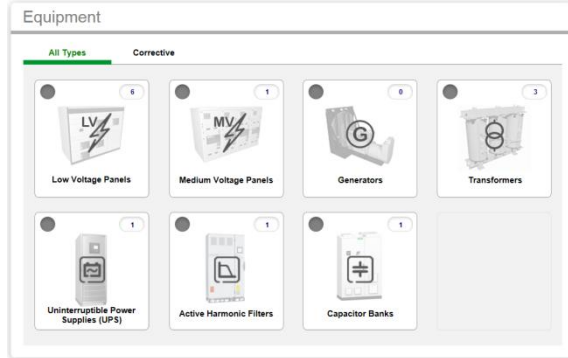 Equipment
All Types Corrective
6
LV
Low Voltage Panels
1
MV
Medium Voltage Panels
0
G
Generators
3
Transformers
1
Uninterruptible Power
Supplies (UPS)
1
Active Harmonic Filters
1
Capacitor Banks